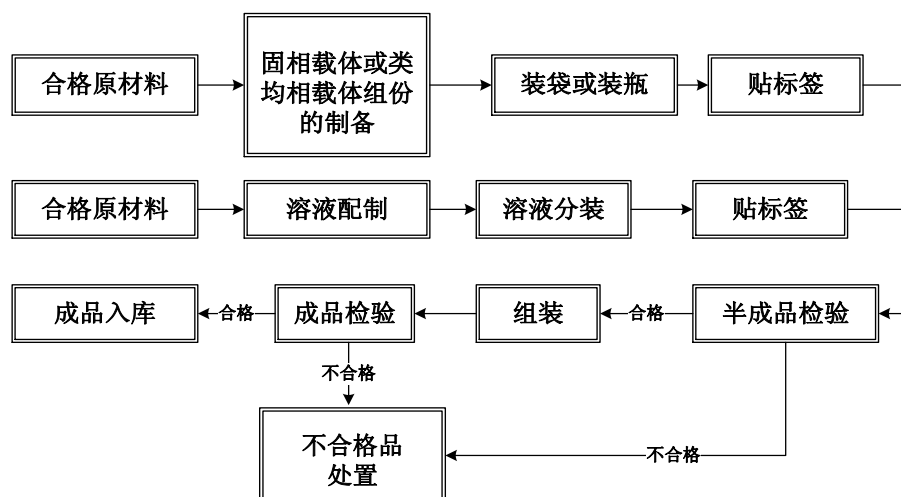 合格原材料
固相载体或类
均相载体组份
的制备
装袋或装瓶
贴标签
合格原材料
溶液配制
溶液分装
贴标签
成品入库
合格
成品检验
组装
合格
半成品检验
不合格
不合格品
处置
不合格